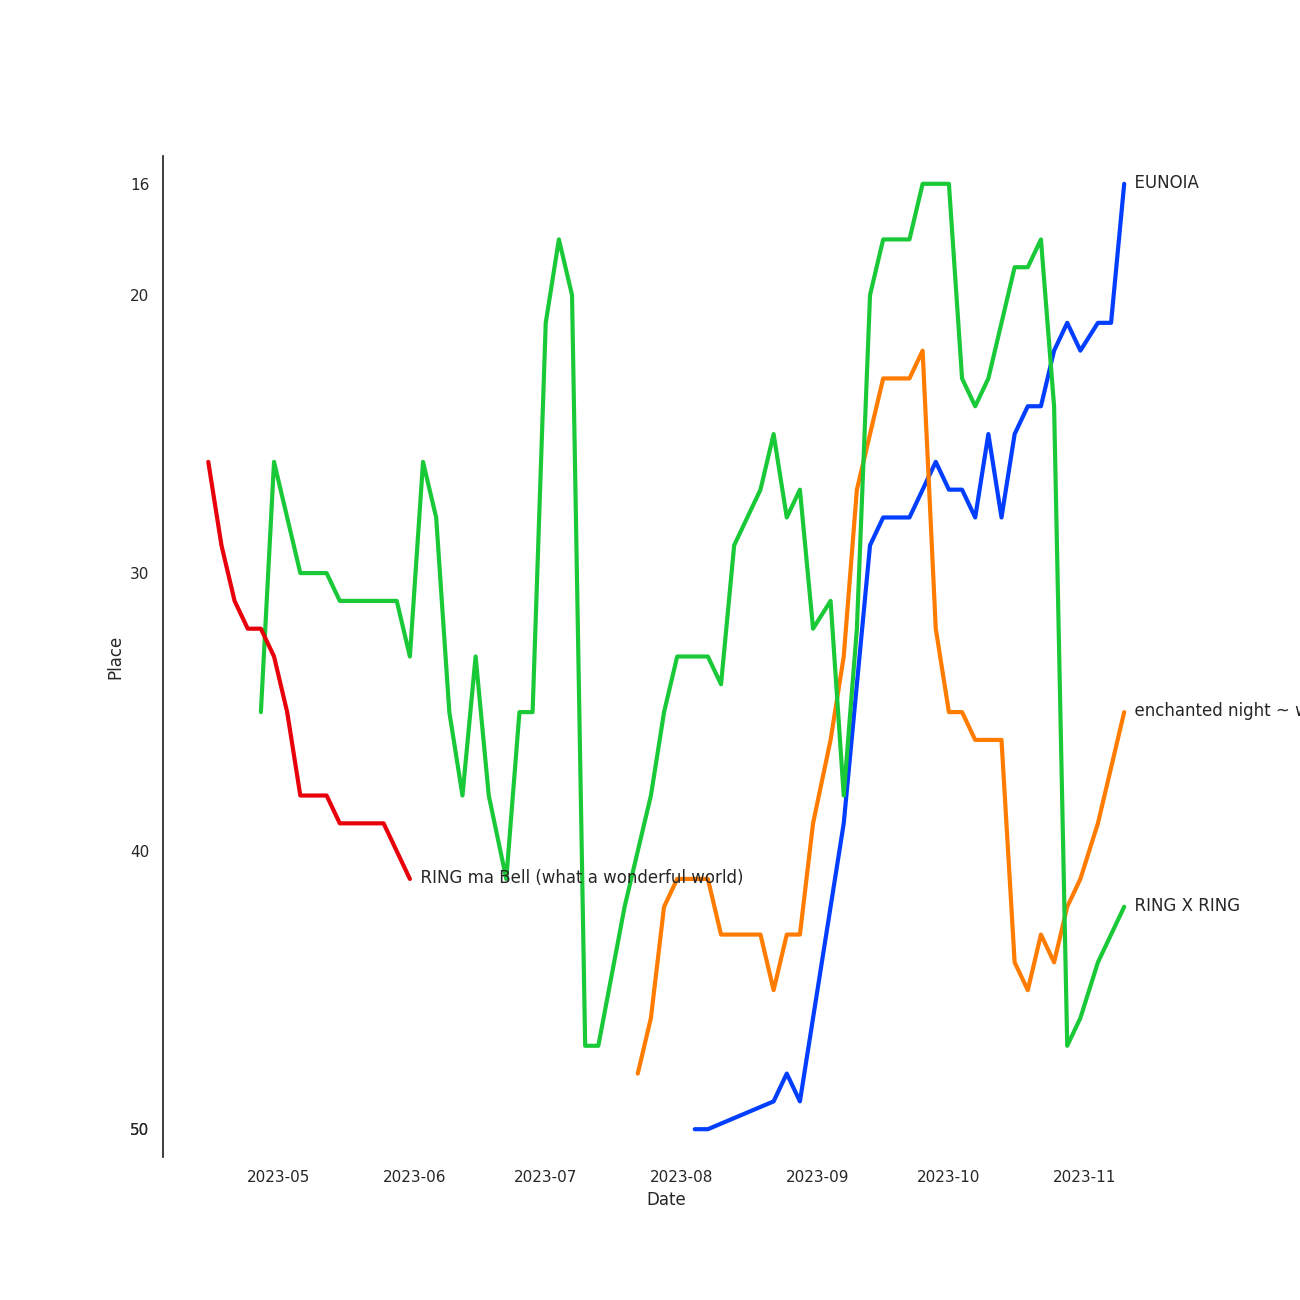 16
20
30
40
50
Place
EUNOIA
enchanted night ~
RING ma Bell (what a wonderful world)
RING X RING
2023-05 2023-06 2023-07 2023-08 2023-09 2023-10 2023-11
Date